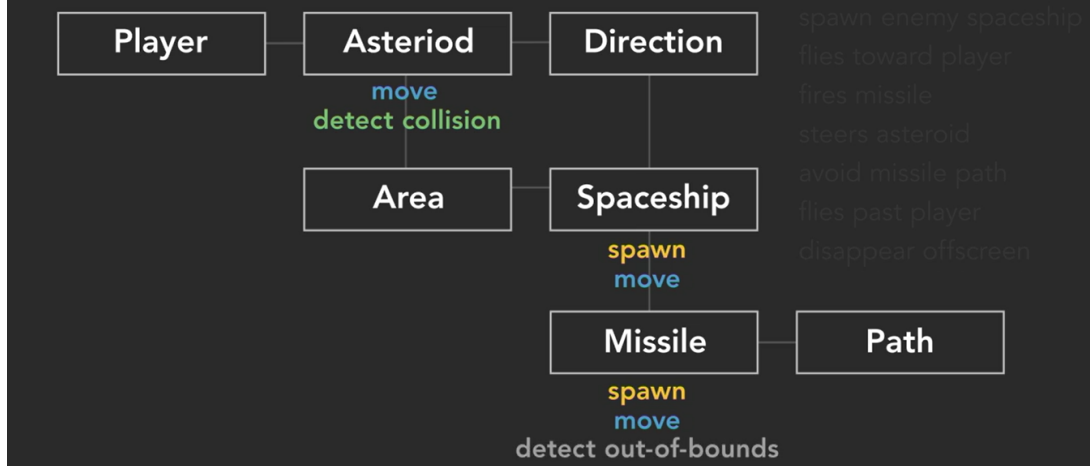 Player
Asteriod
Direction
spawn enemy spaceship
flies toward player
fires missile
steers asteroid
avoid missile path
flies past player
disappear offscreen
move
detect collision
Area
Spaceship
spawn
move
Missile
Path
spawn
move
detect out-of-bounds